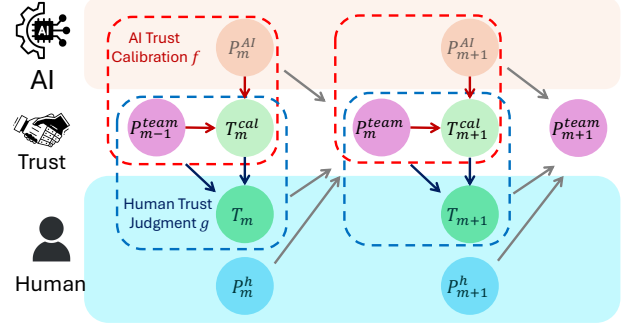 AI Trust
Calibration f
P_m^{AI}
P_{m+1}^{AI}
AI
P_{m-1}^{team}
T_m^{cal}
P_m^{team}
T_{m+1}^{cal}
P_{m+1}^{team}
Trust
Human Trust
Judgment g
T_m
T_{m+1}
Human
P_m^h
P_{m+1}^h